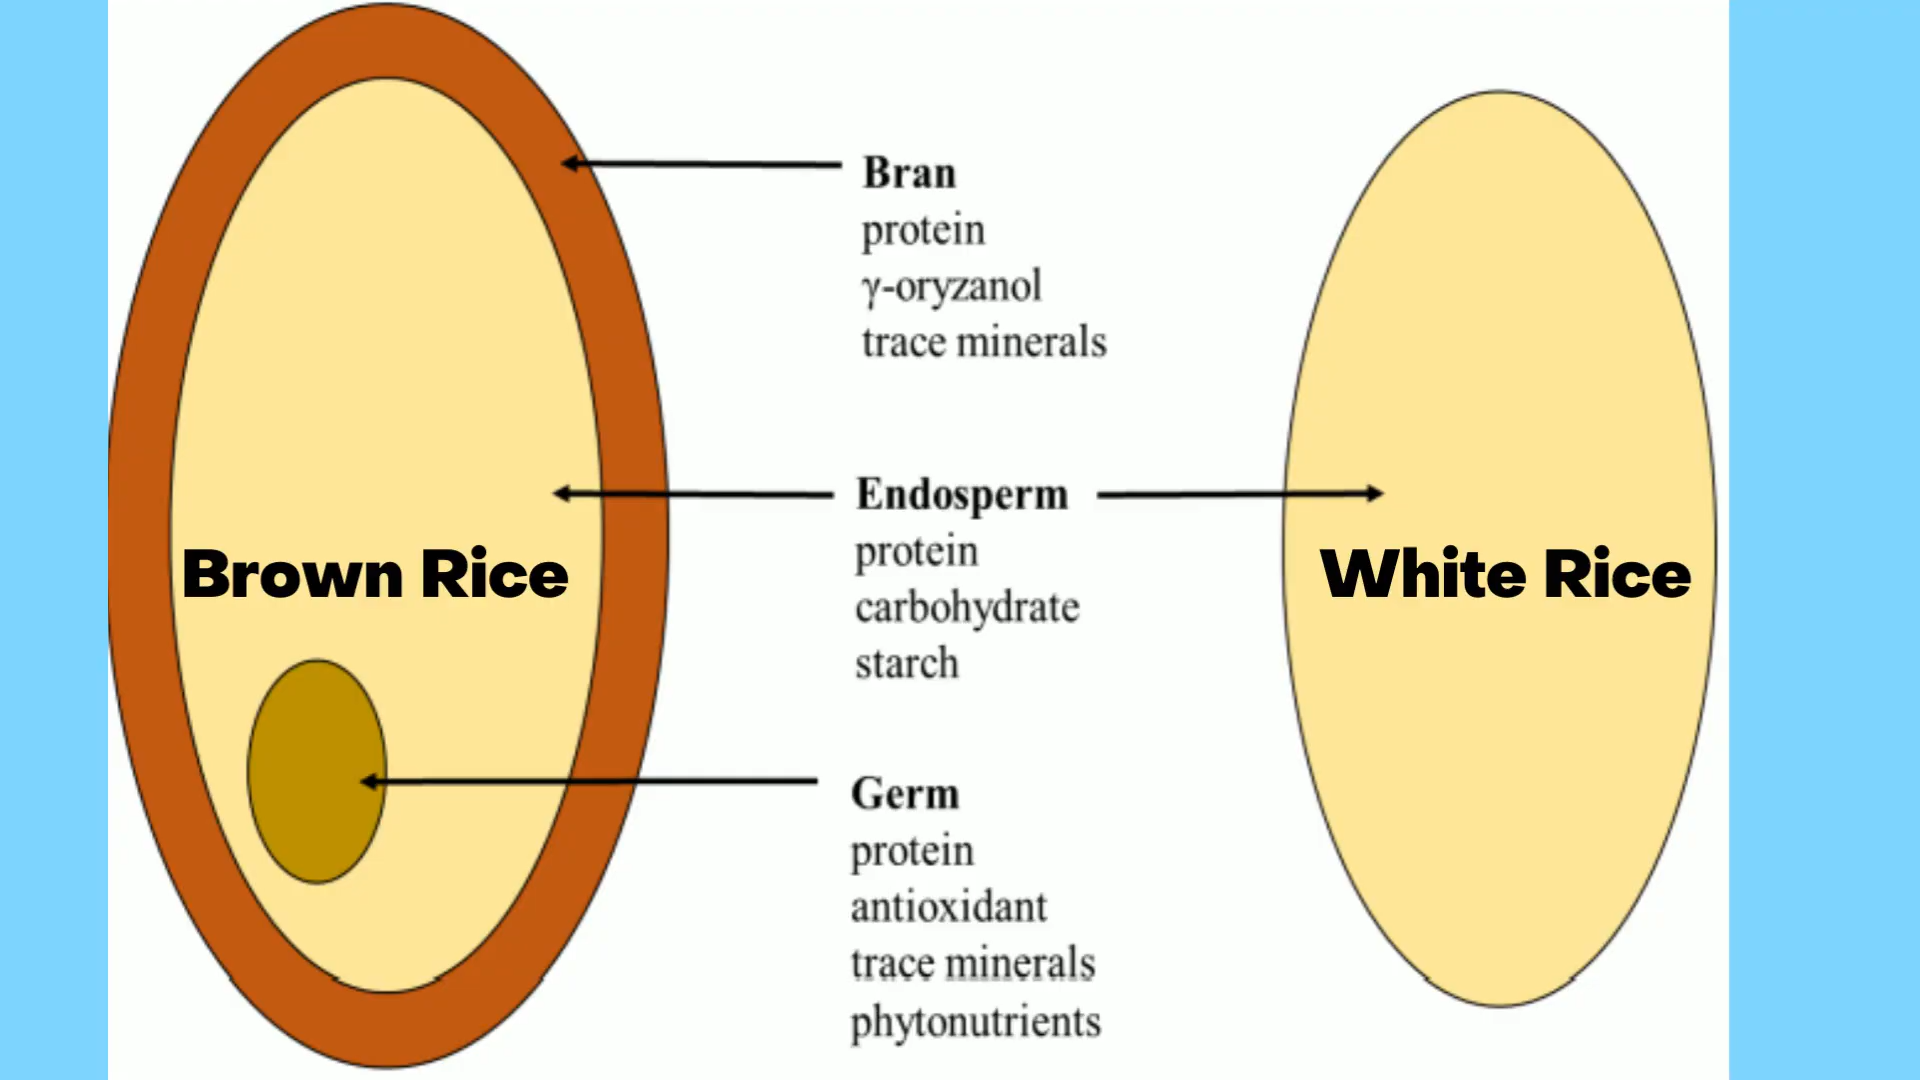 Bran
protein
γ-oryzanol
trace minerals
Endosperm
protein
carbohydrate
starch
Brown Rice
White Rice
Germ
protein
antioxidant
trace minerals
phytonutrients